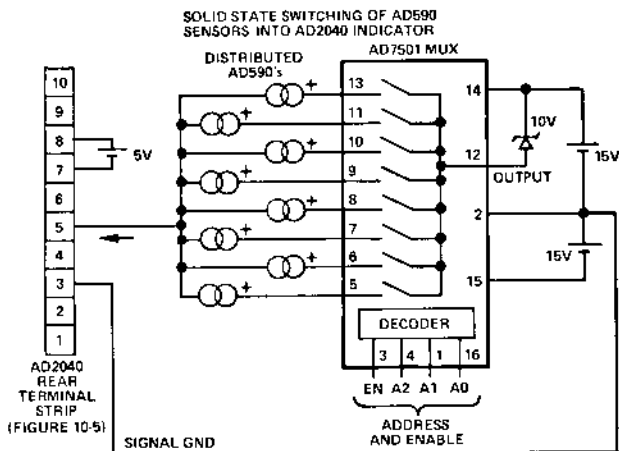 SOLID STATE SWITCHING OF AD590
SENSORS INTO AD2040 INDICATOR
AD7501 MUX
DISTRIBUTED
AD590's
10
9
8
7
6
5
4
3
2
1
5V
AD2040
REAR
TERMINAL
STRIP
(FIGURE 10-5)
SIGNAL GND
+
+
+
+
+
+
+
+
13
11
10
9
8
7
6
5
14
12
2
15
OUTPUT
10V
15V
15V
DECODER
3 4 1 16
EN A2 A1 A0
ADDRESS
AND ENABLE